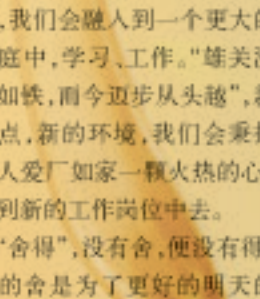 ,我们会融入到一个更大的
庭中,学习、工作。“雄关漫
如铁,而今迈步从头越”,
点,新的环境,我们会秉
人爱厂如家一颗火热的心
到新的工作岗位中去。
“舍得”,没有舍,便没有得
的舍是为了更好的明天的